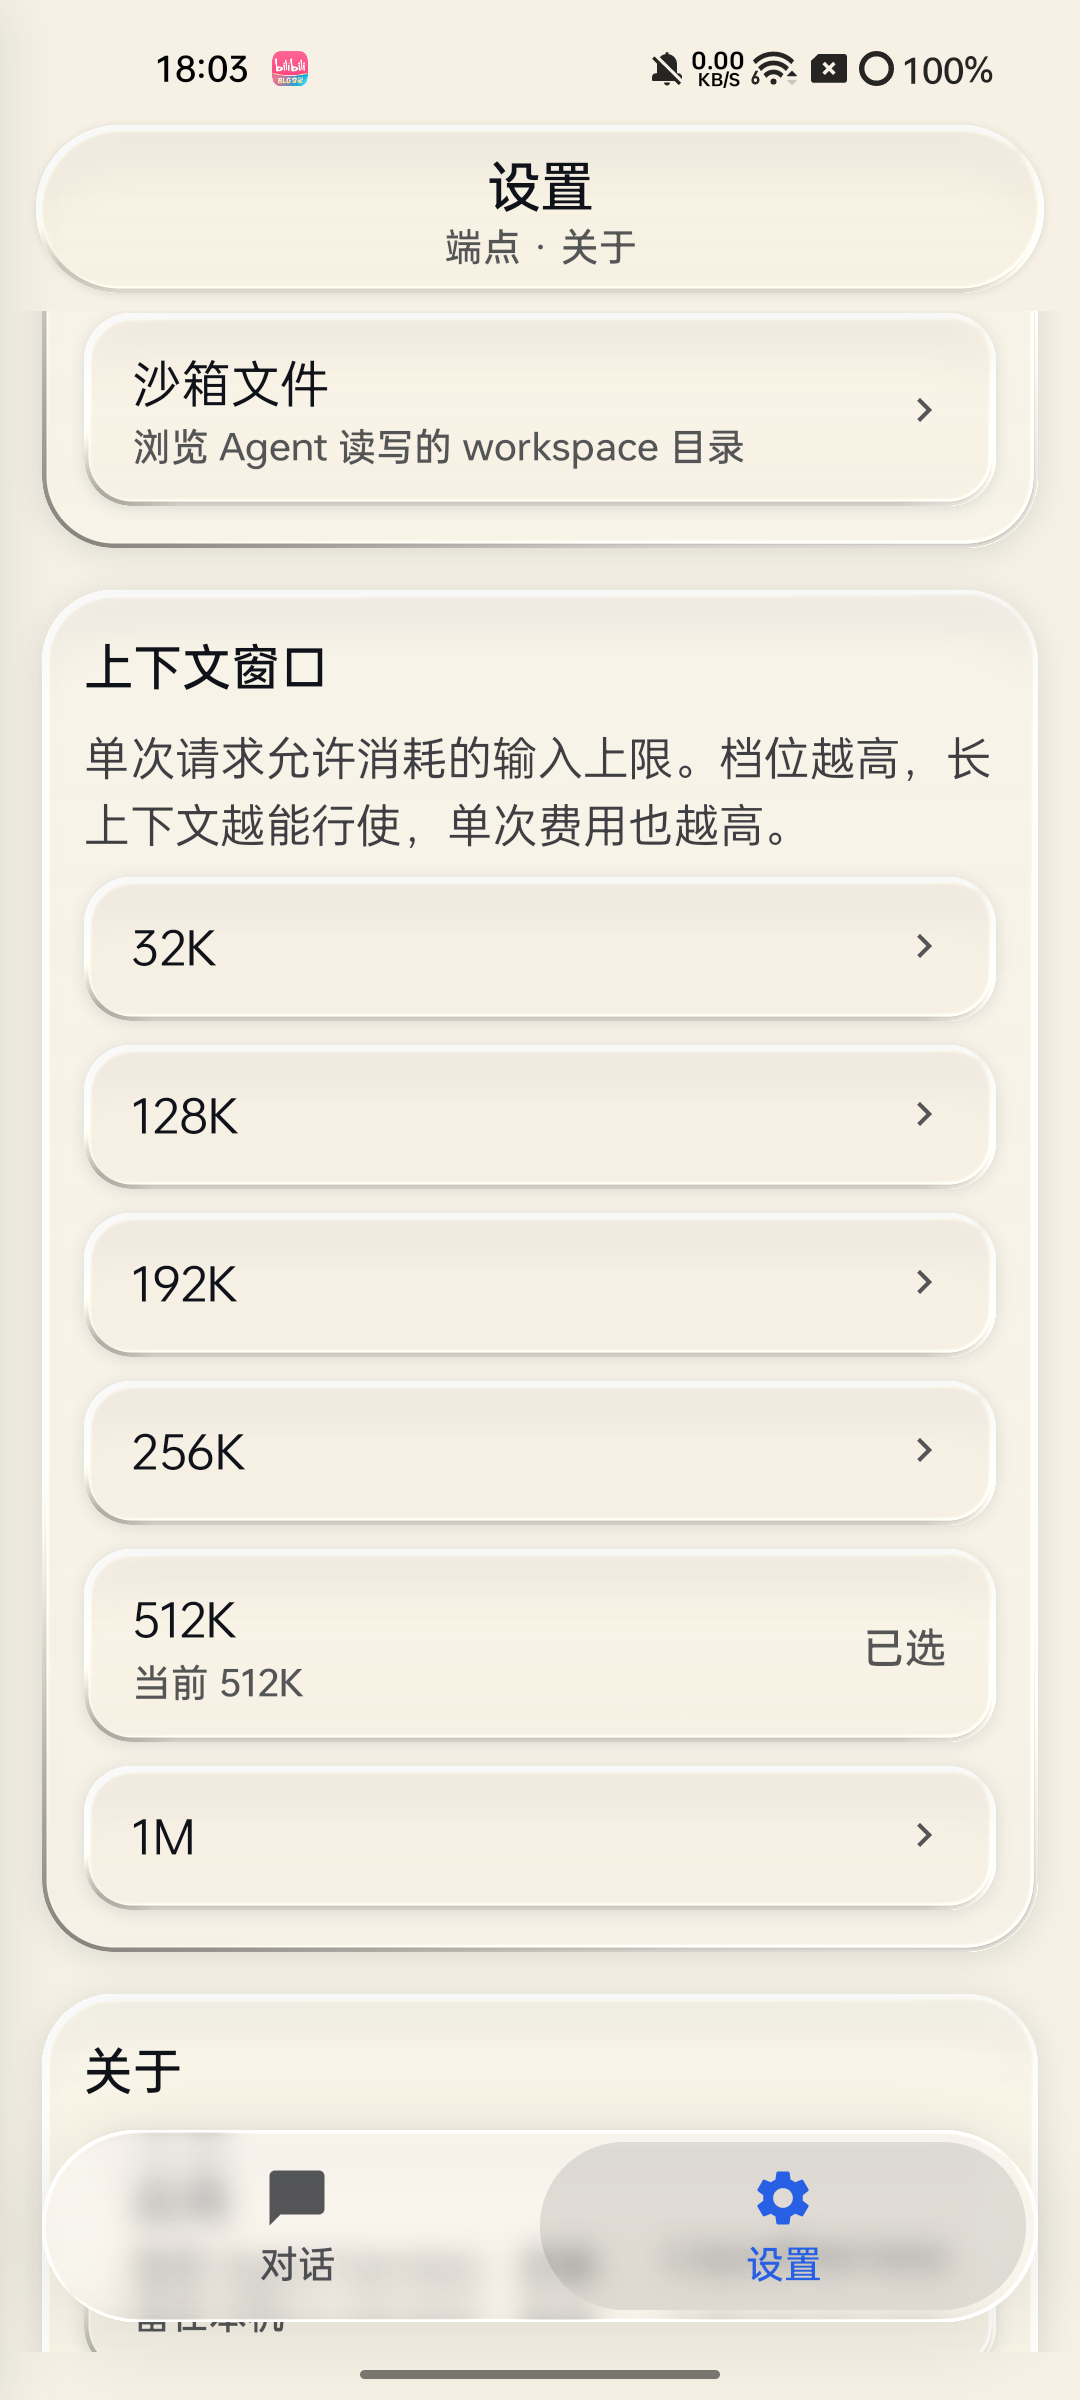 18:03
bilibili
0.00
KB/S
6
100%
设置
端点 · 关于
沙箱文件
浏览 Agent 读写的 workspace 目录
上下文窗口
单次请求允许消耗的输入上限。档位越高，长
上下文越能行使，单次费用也越高。
32K
128K
192K
256K
512K
当前 512K
已选
1M
关于
对话
设置